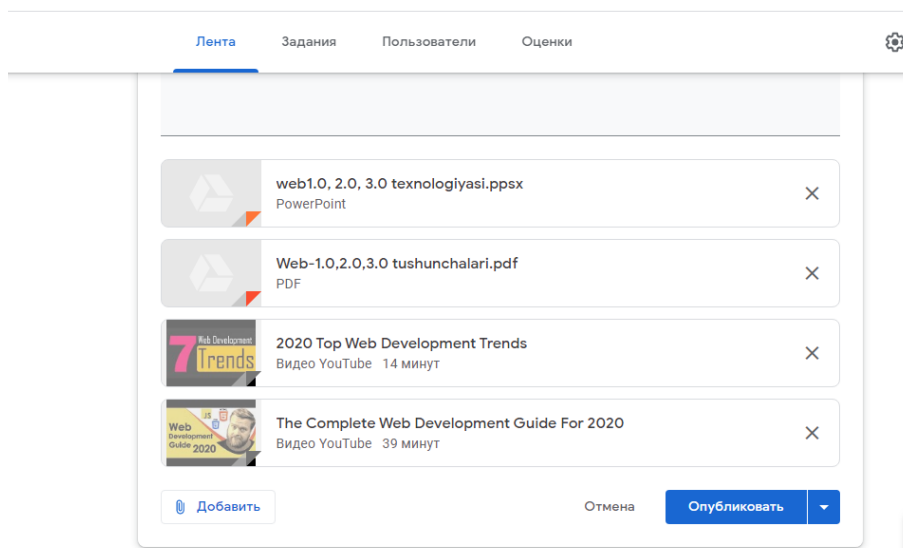 Лента Задания Пользователи Оценки
web1.0, 2.0, 3.0 texnologiyasi.ppsx
PowerPoint
Web-1.0,2.0,3.0 tushunchalari.pdf
PDF
7 Web Development
Trends
2020 Top Web Development Trends
Видео YouTube 14 минут
JS
Web
Development
Guide 2020
The Complete Web Development Guide For 2020
Видео YouTube 39 минут
Добавить Отмена Опубликовать